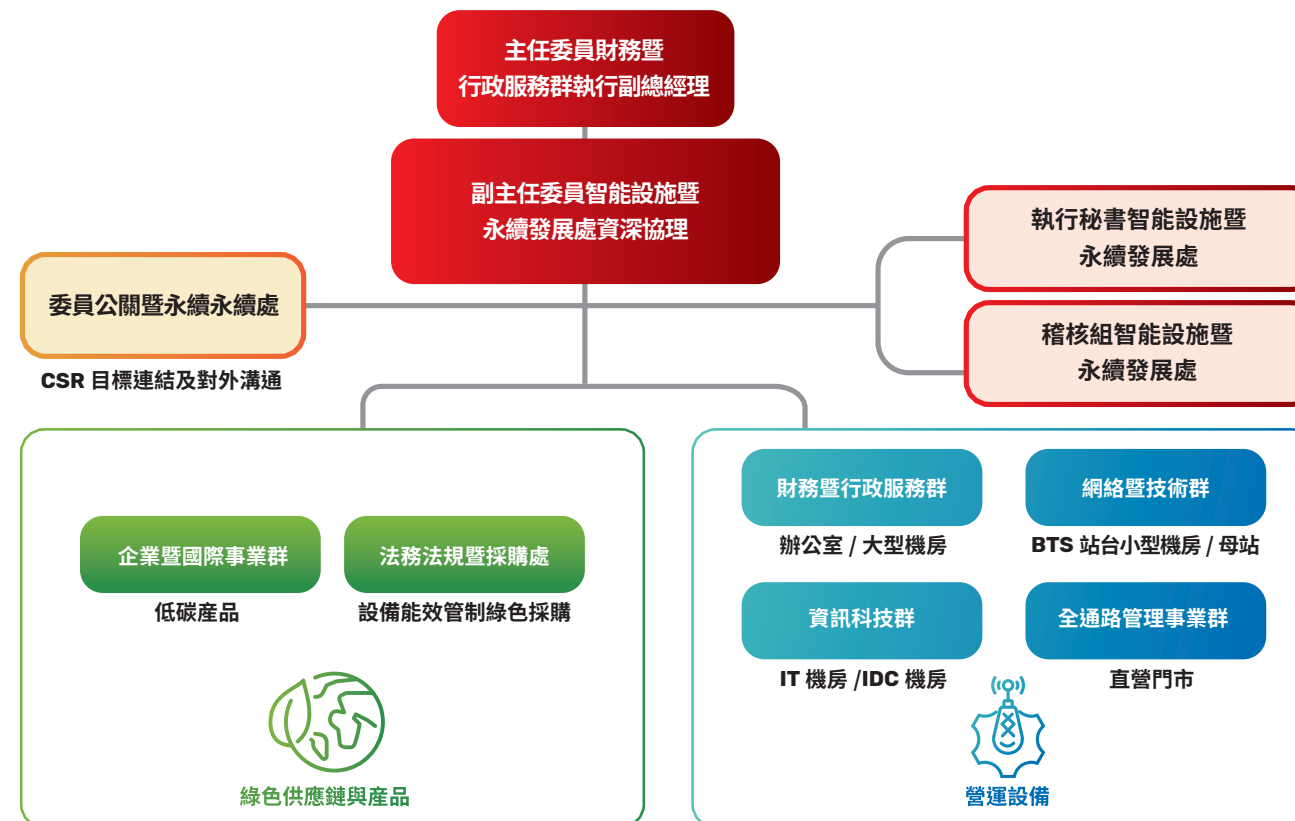 主任委員財務暨
行政服務群執行副總經理
副主任委員智能設施暨
永續發展處資深協理
執行秘書智能設施暨
永續發展處
委員公關暨永續永續處
CSR 目標連結及對外溝通
稽核組智能設施暨
永續發展處
企業暨國際事業群
低碳產品
法務法規暨採購處
設備能效管制綠色採購
綠色供應鏈與產品
財務暨行政服務群
辦公室 / 大型機房
網絡暨技術群
BTS 站台小型機房 / 母站
資訊科技群
IT 機房 /IDC 機房
全通路管理事業群
直營門市
營運設備